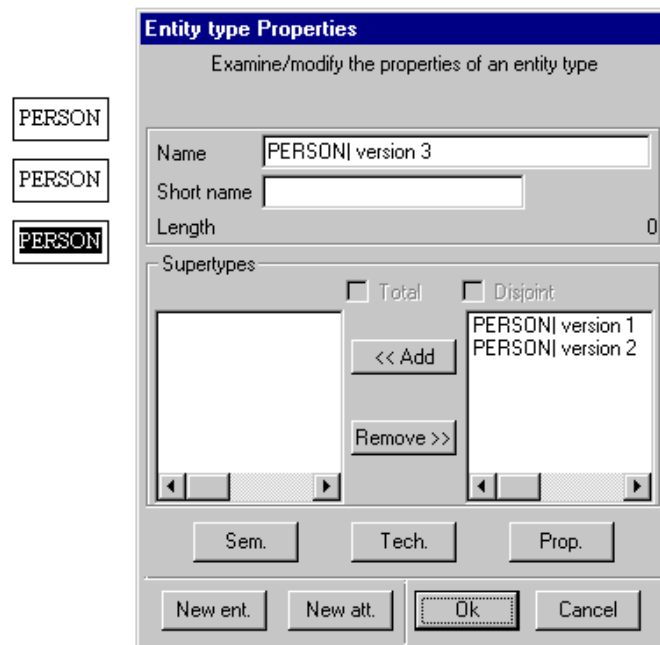 PERSON
PERSON
PERSON
Entity type Properties
Examine/modify the properties of an entity type
Name PERSON| version 3
Short name
Length 0
Supertypes
Total Disjoint
PERSON| version 1
PERSON| version 2
<< Add
Remove >>
Sem. Tech. Prop.
New ent. New att. Ok Cancel